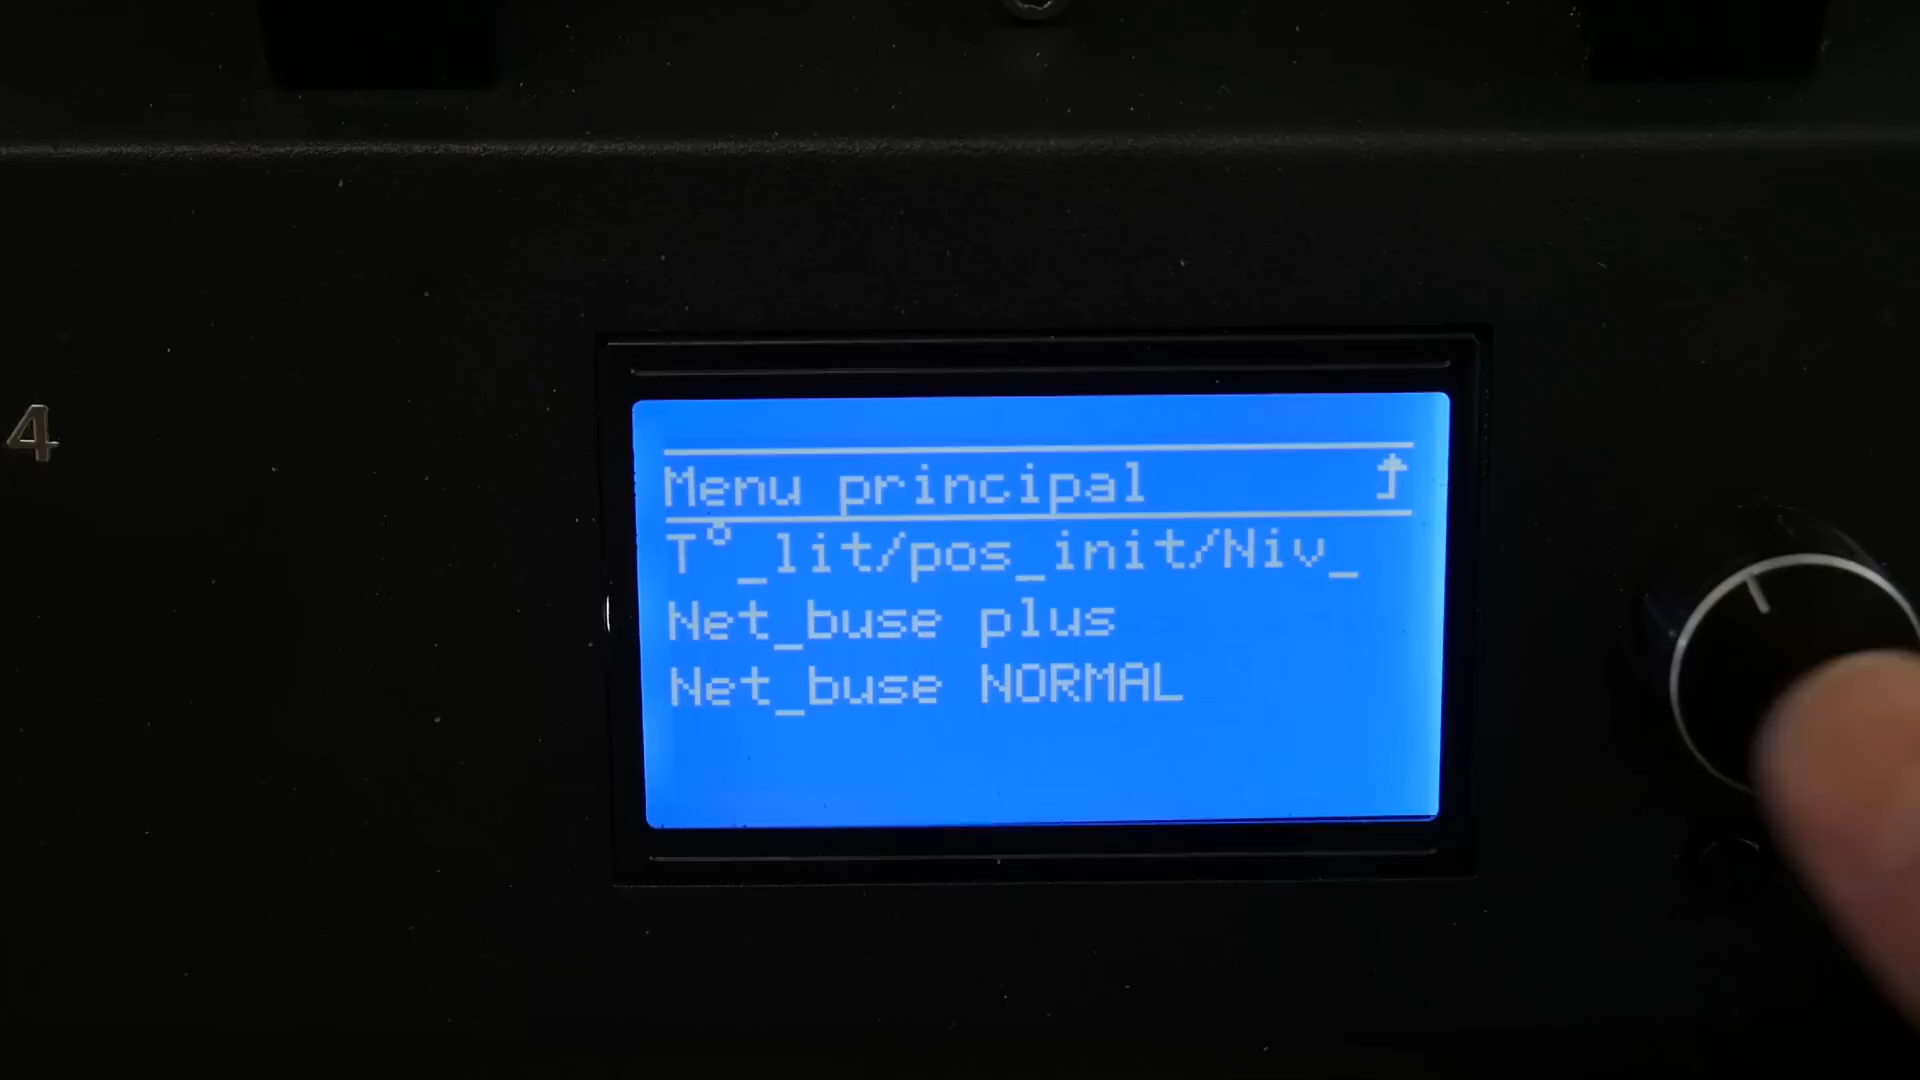 4
Menu principal
T°_lit/pos_init/Niv_
Net_buse plus
Net_buse NORMAL